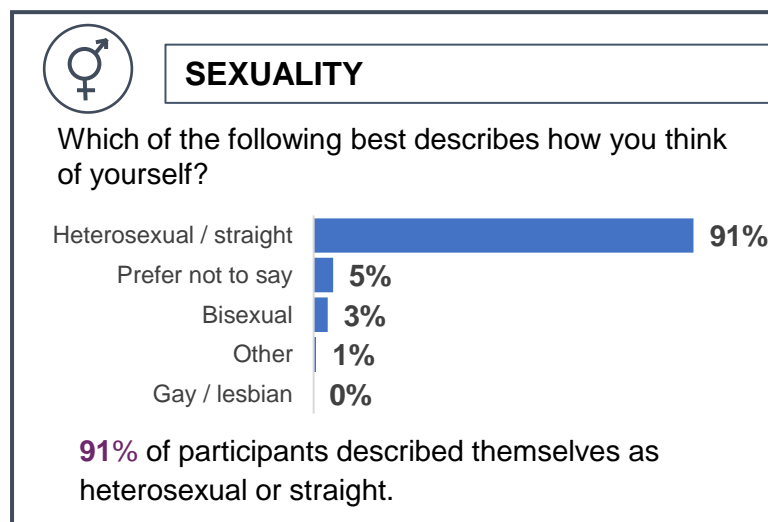 SEXUALITY
Which of the following best describes how you think
of yourself?
Heterosexual / straight 91%
Prefer not to say 5%
Bisexual 3%
Other 1%
Gay / lesbian 0%
91% of participants described themselves as
heterosexual or straight.